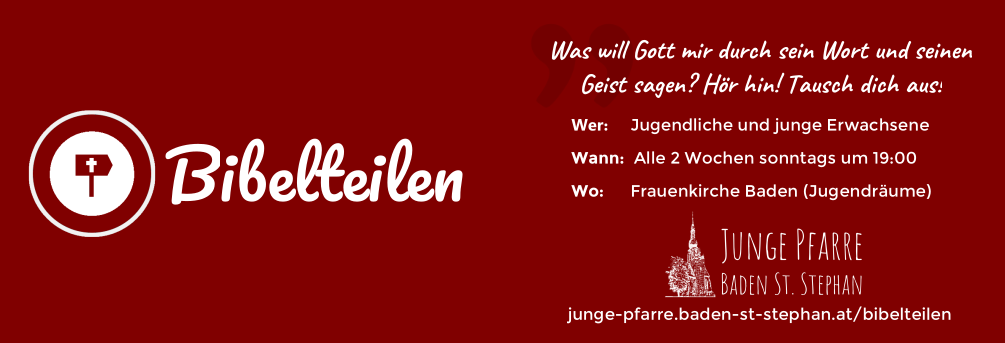 Bibelteilen
Was will Gott mir durch sein Wort und seinen
Geist sagen? Hör hin! Tausch dich aus!
Wer: Jugendliche und junge Erwachsene
Wann: Alle 2 Wochen sonntags um 19:00
Wo: Frauenkirche Baden (Jugendräume)
Junge Pfarre
Baden St. Stephan
junge-pfarre.baden-st-stephan.at/bibelteilen